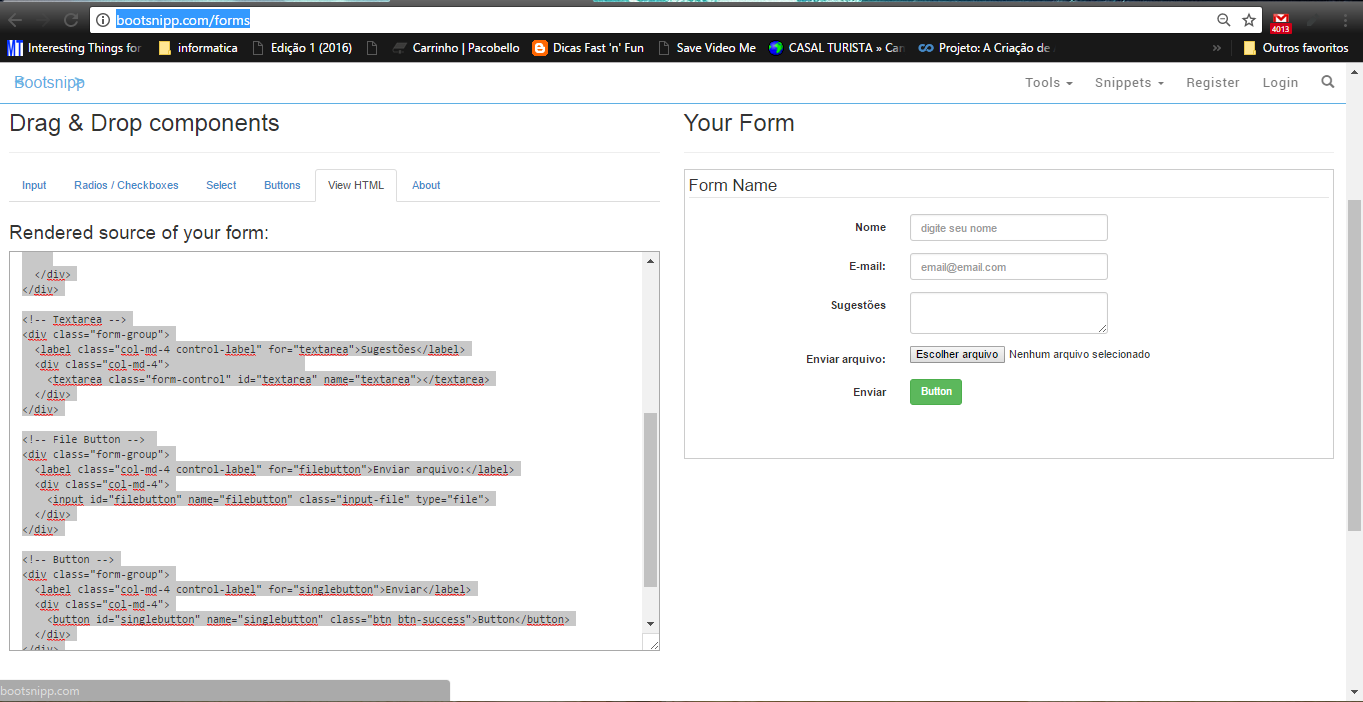 bootsnipp.com/forms
4013
Interesting Things for
informatica
Edição 1 (2016)
Carrinho | Pacobello
Dicas Fast 'n' Fun
Save Video Me
CASAL TURISTA » Can
Projeto: A Criação de
»
Outros favoritos
Bootsnipp
Tools
Snippets
Register
Login
Drag & Drop components
Your Form
Input
Radios / Checkboxes
Select
Buttons
View HTML
About
Rendered source of your form:
</div>
</div>
<!-- Textarea -->
<div class="form-group">
<label class="col-md-4 control-label" for="textarea">Sugestões</label>
<div class="col-md-4">
<textarea class="form-control" id="textarea" name="textarea"></textarea>
</div>
</div>
<!-- File Button -->
<div class="form-group">
<label class="col-md-4 control-label" for="filebutton">Enviar arquivo:</label>
<div class="col-md-4">
<input id="filebutton" name="filebutton" class="input-file" type="file">
</div>
</div>
<!-- Button -->
<div class="form-group">
<label class="col-md-4 control-label" for="singlebutton">Enviar</label>
<div class="col-md-4">
<button id="singlebutton" name="singlebutton" class="btn btn-success">Button</button>
</div>
</div>
Form Name
Nome
digite seu nome
E-mail:
email@email.com
Sugestões
Enviar arquivo:
Escolher arquivo
Nenhum arquivo selecionado
Enviar
Button
bootsnipp.com